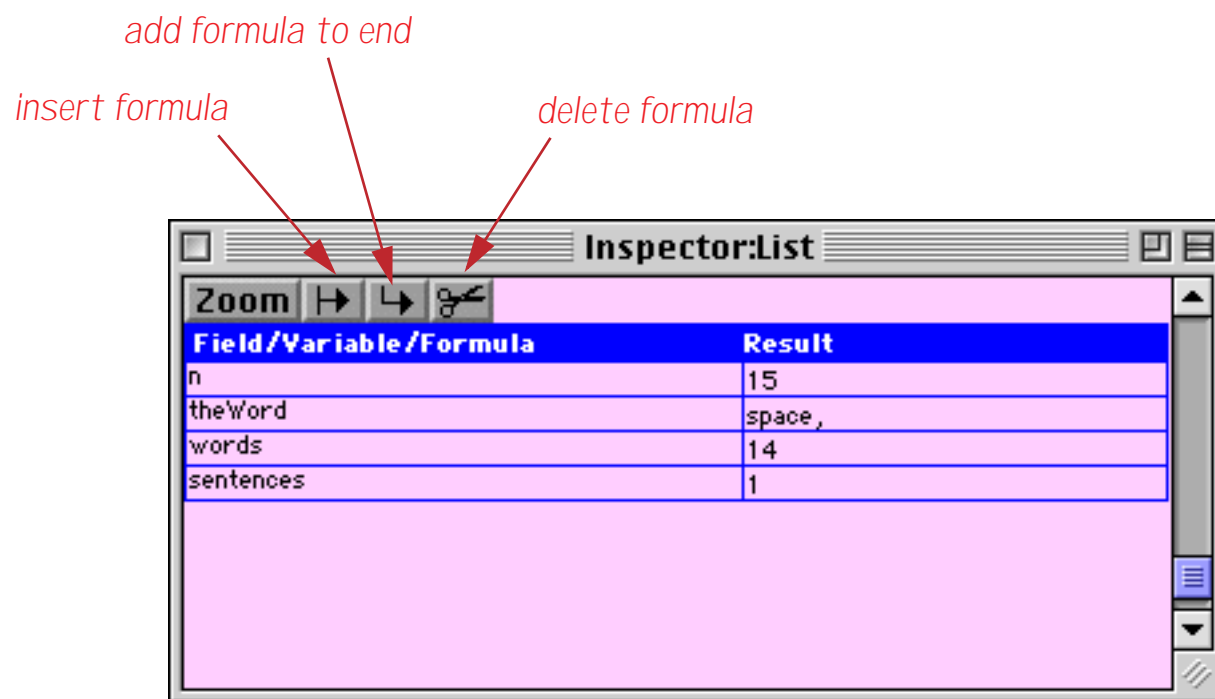 add formula to end
insert formula
delete formula
Inspector:List
Zoom
Field/Variable/Formula Result
n 15
theWord space,
words 14
sentences 1